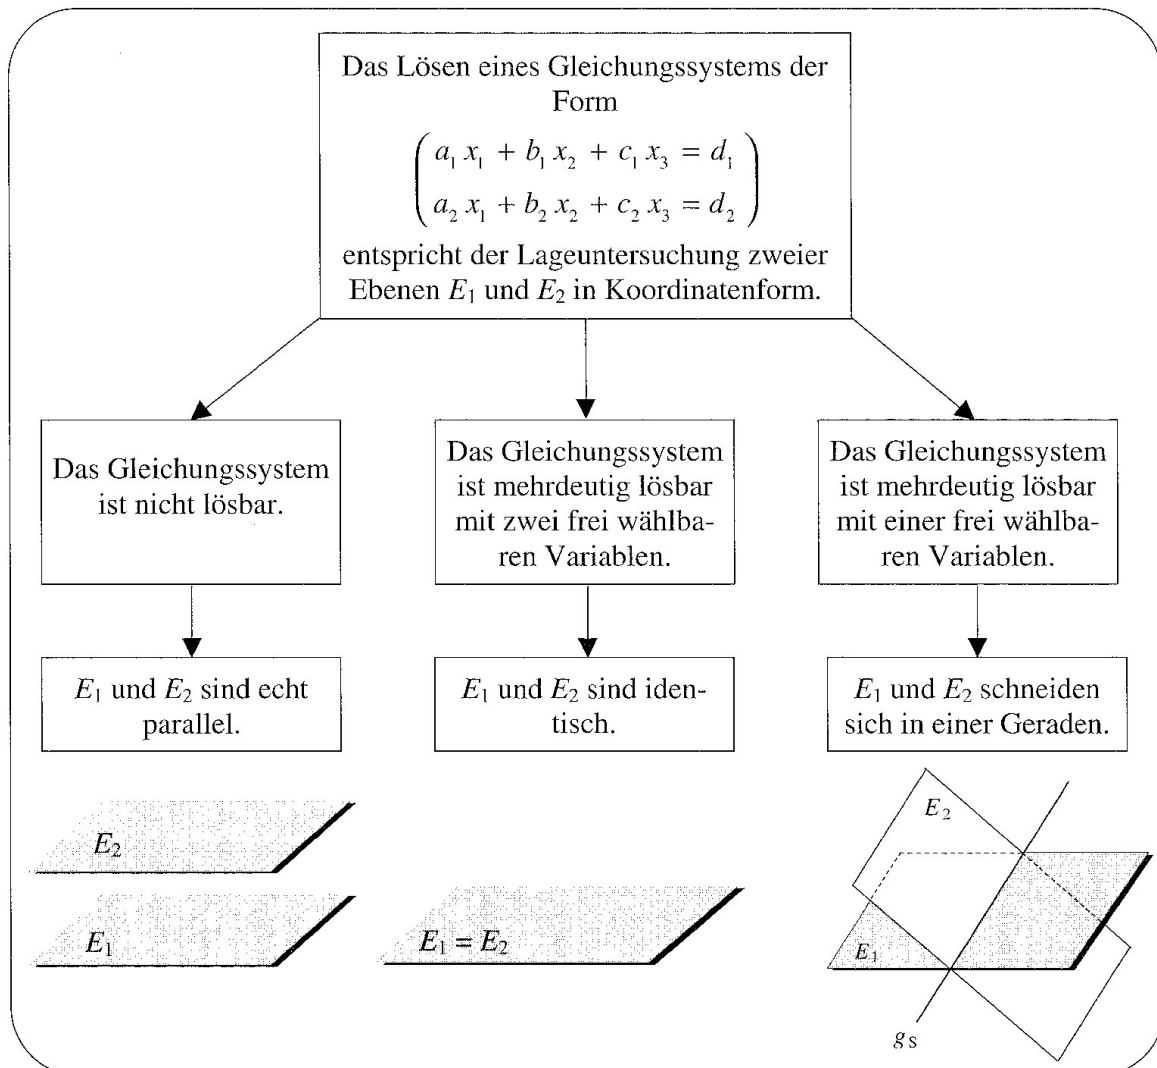 Das Lösen eines Gleichungssystems der
Form
a₁ x₁ + b₁ x₂ + c₁ x₃ = d₁
a₂ x₁ + b₂ x₂ + c₂ x₃ = d₂
entspricht der Lageuntersuchung zweier
Ebenen E₁ und E₂ in Koordinatenform.
Das Gleichungssystem
ist nicht lösbar.
Das Gleichungssystem
ist mehrdeutig lösbar
mit zwei frei wählba-
ren Variablen.
Das Gleichungssystem
ist mehrdeutig lösbar
mit einer frei wählba-
ren Variablen.
E₁ und E₂ sind echt
parallel.
E₁ und E₂ sind iden-
tisch.
E₁ und E₂ schneiden
sich in einer Geraden.
E₂
E₁
E₁ = E₂
E₂
E₁
gs